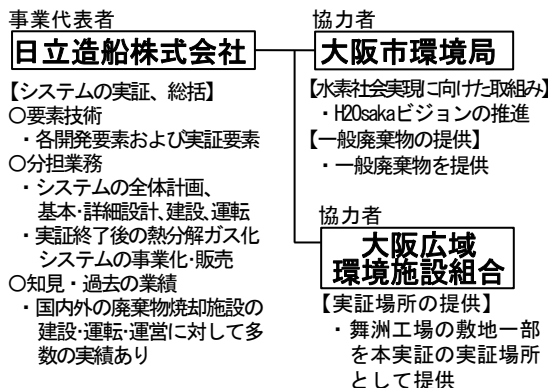 事業代表者
日立造船株式会社
【システムの実証、総括】
○要素技術
・各開発要素および実証要素
○分担業務
・システムの全体計画、
基本・詳細設計、建設、運転
・実証終了後の熱分解ガス化
システムの事業化・販売
○知見・過去の業績
・国内外の廃棄物焼却施設の
建設・運転・運営に対して多
数の実績あり
協力者
大阪市環境局
【水素社会実現に向けた取組み】
・H2Osakaビジョンの推進
【一般廃棄物の提供】
・一般廃棄物を提供
協力者
大阪広域
環境施設組合
【実証場所の提供】
・舞洲工場の敷地一部
を本実証の実証場所
として提供